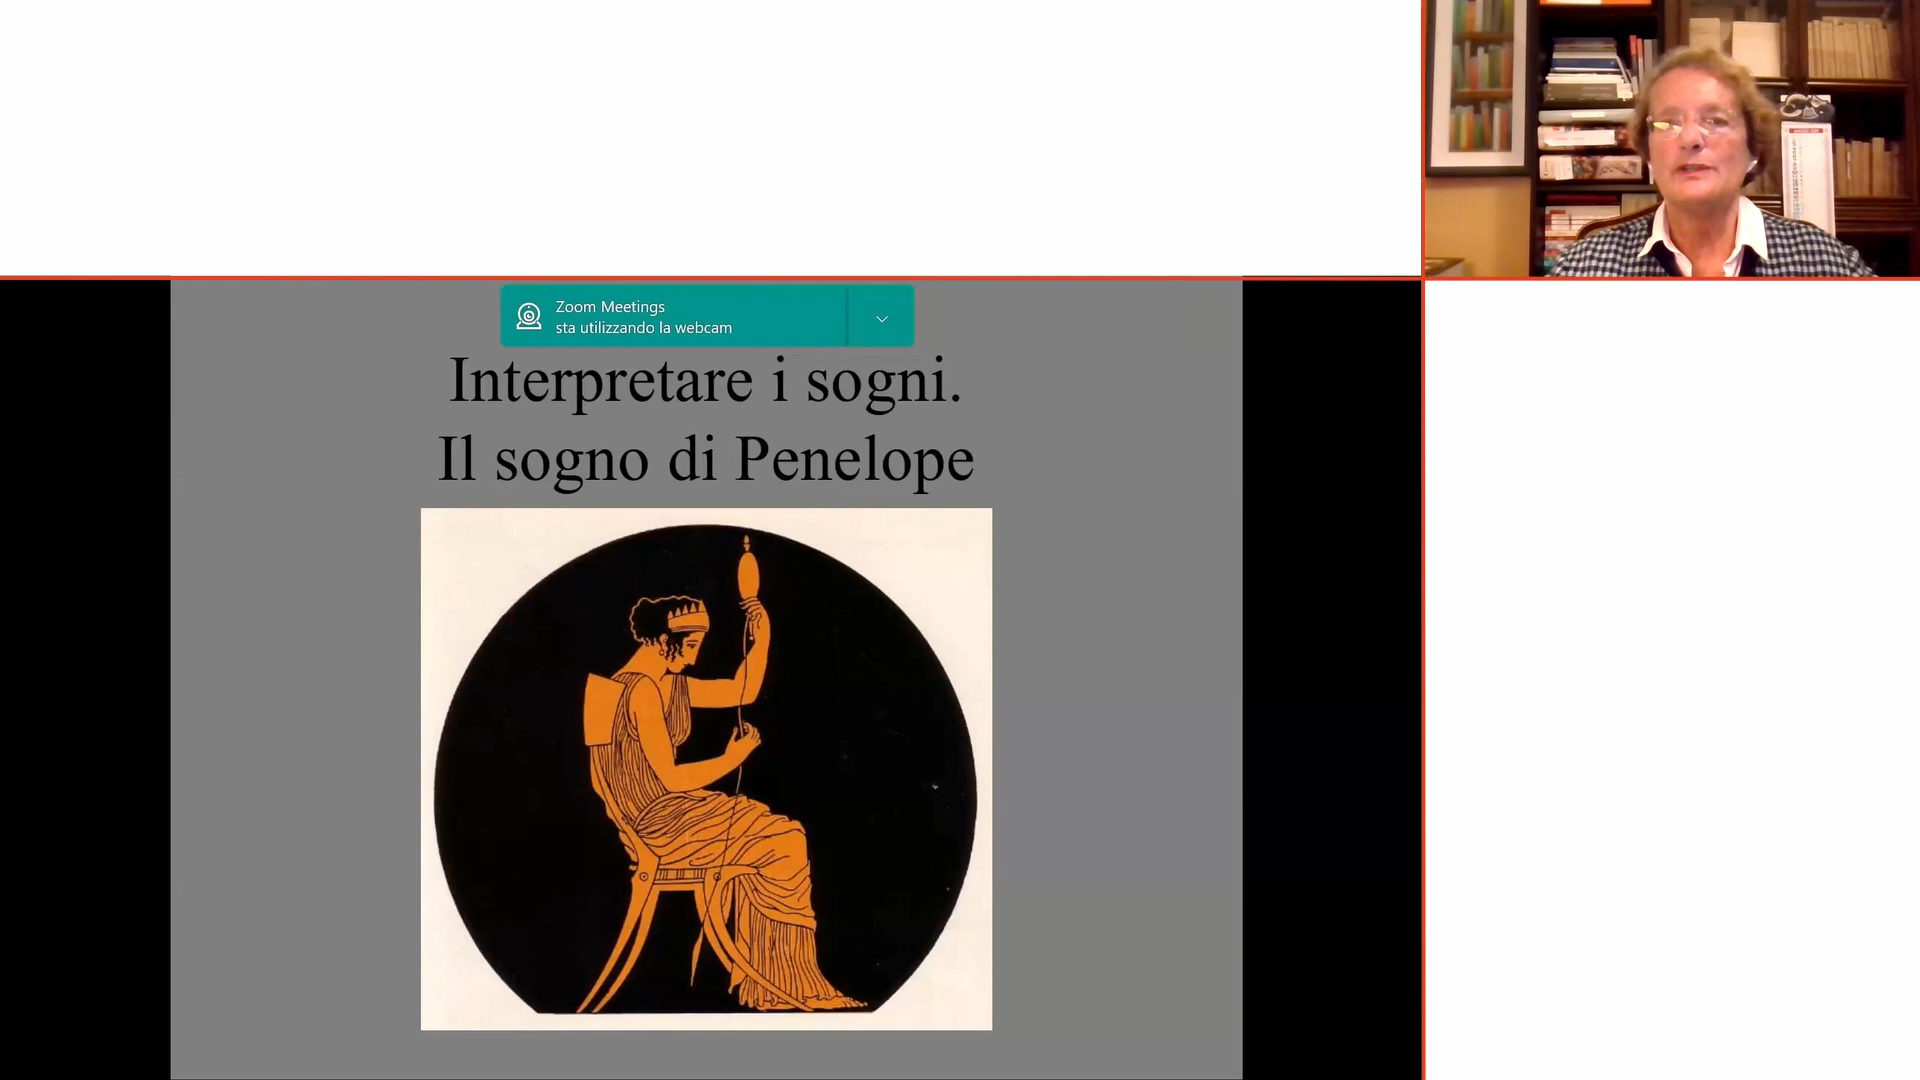 Zoom Meetings
sta utilizzando la webcam
Interpretare i sogni.
Il sogno di Penelope